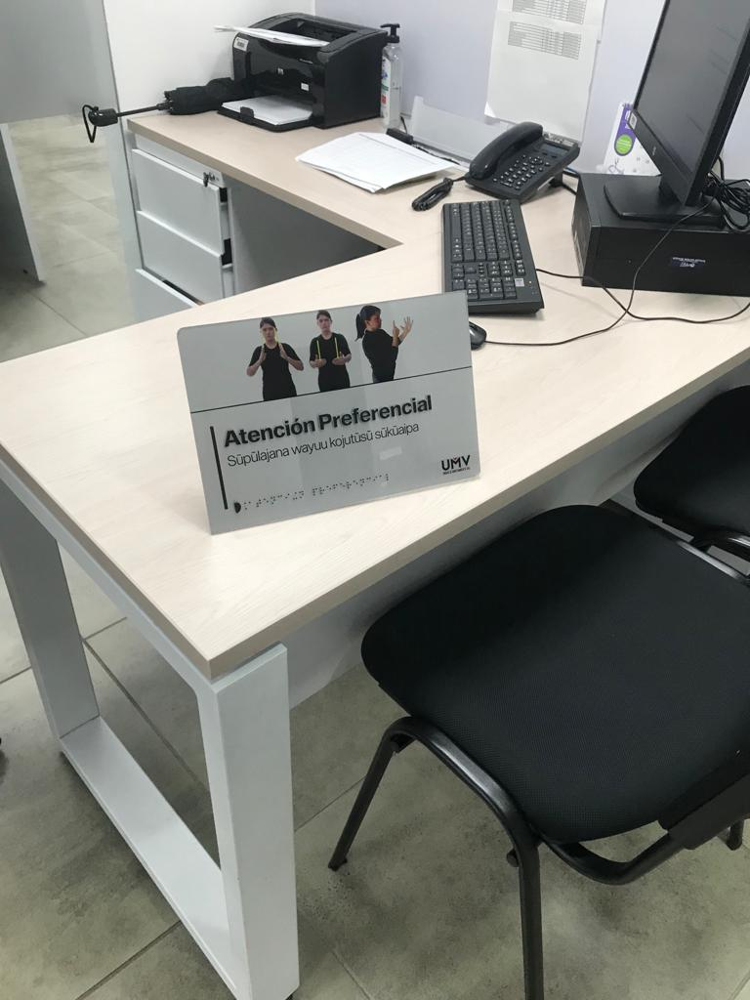 Atención Preferencial
Süpülajana wayuu kojutüsü süküaipa
UMV
⠁⠞⠑⠝⠉⠊⠬⠝ ⠏⠗⠑⠋⠑⠗⠑⠝⠉⠊⠁⠇